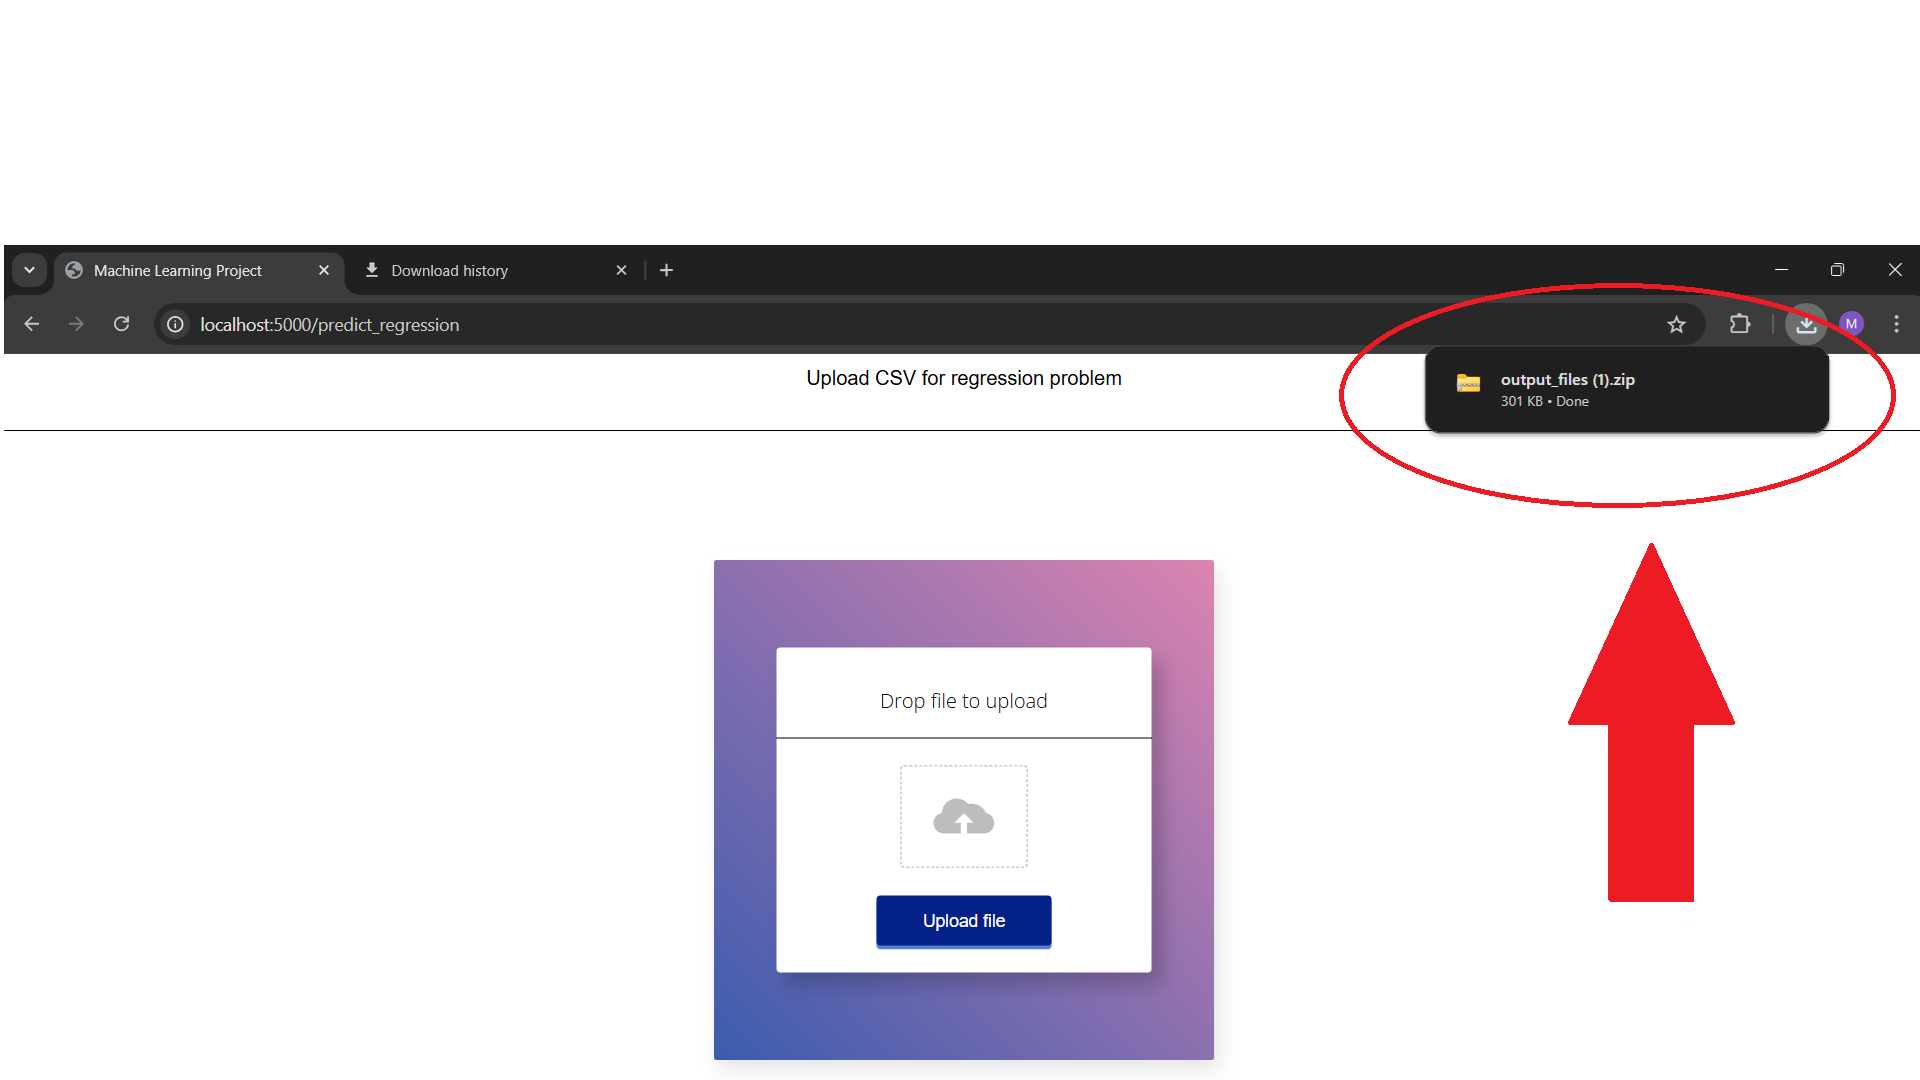 Machine Learning Project
Download history
localhost:5000/predict_regression
M
Upload CSV for regression problem
output_files (1).zip
301 KB • Done
Drop file to upload
Upload file